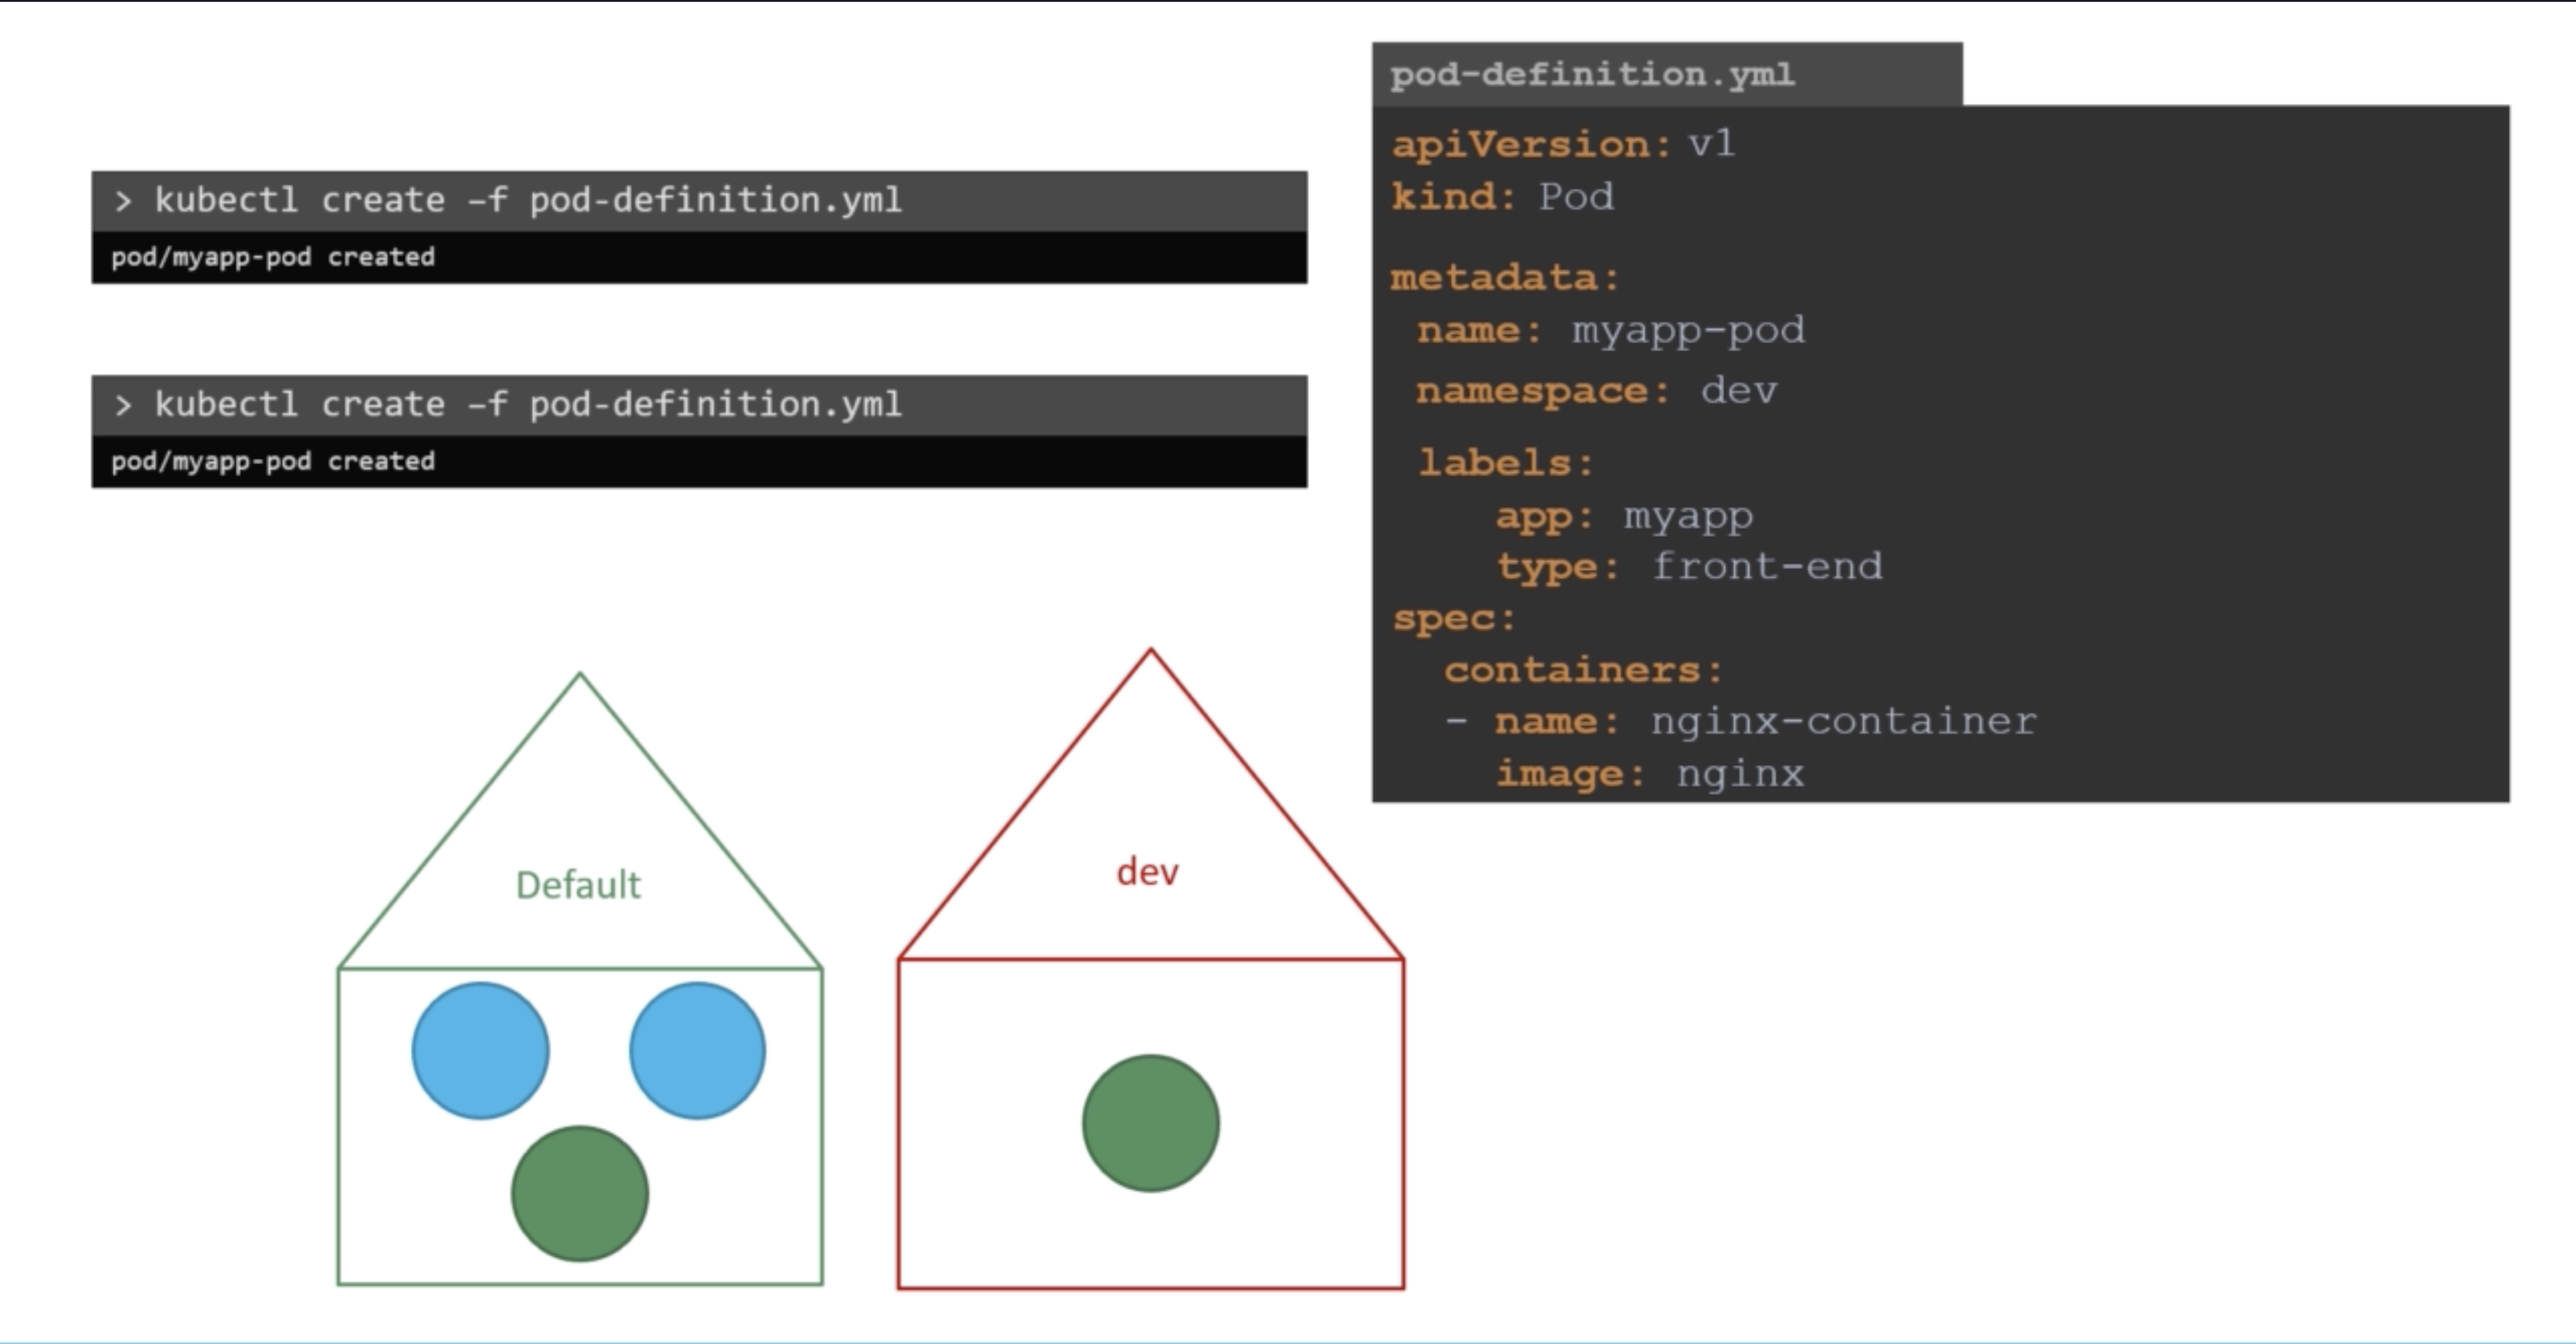 > kubectl create –f pod-definition.yml
pod/myapp-pod created
> kubectl create –f pod-definition.yml
pod/myapp-pod created
Default
dev
pod-definition.yml
apiVersion: v1
kind: Pod
metadata:
name: myapp-pod
namespace: dev
labels:
app: myapp
type: front-end
spec:
containers:
- name: nginx-container
image: nginx